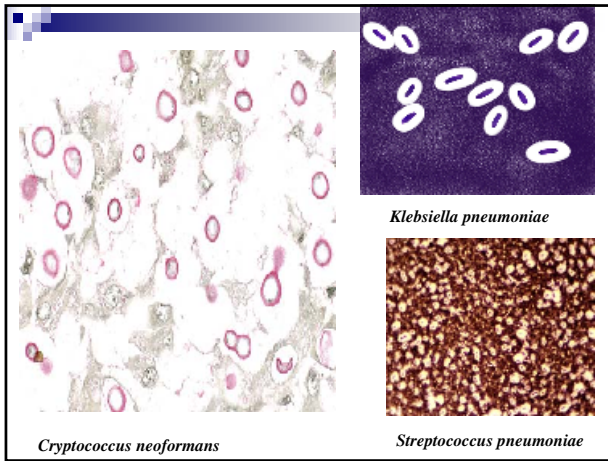 Klebsiella pneumoniae
Cryptococcus neoformans
Streptococcus pneumoniae